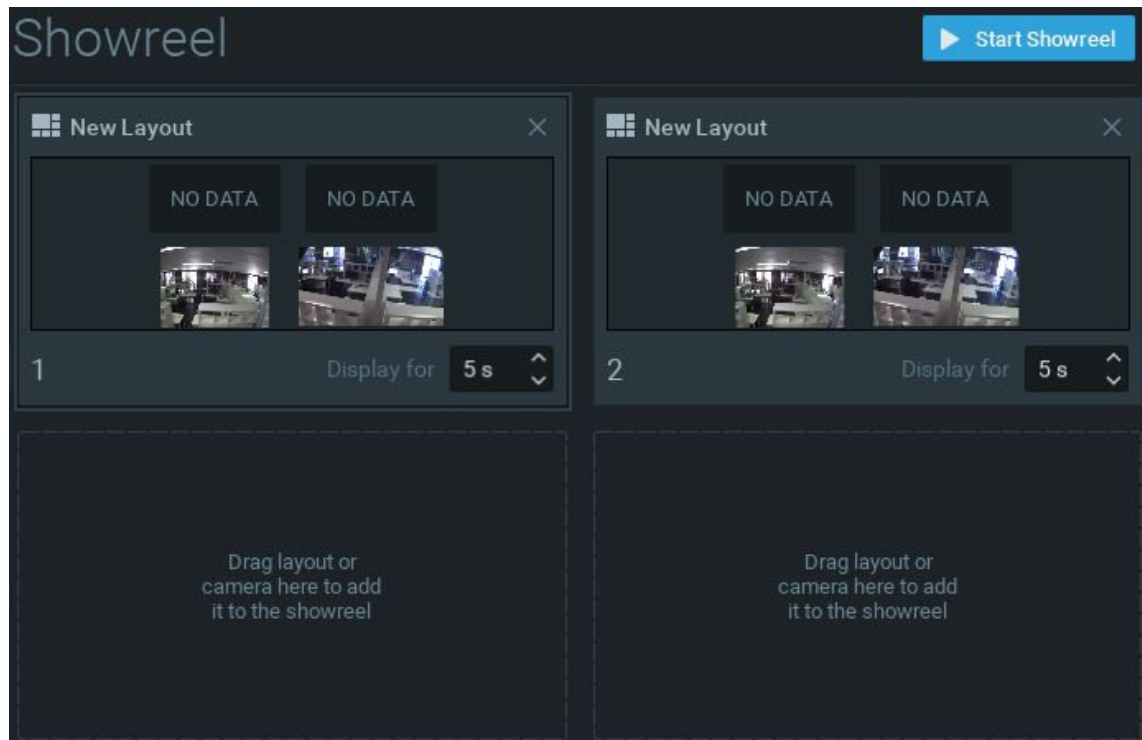 Showreel
Start Showreel
New Layout
NO DATA NO DATA
1 Display for 5 s
New Layout
NO DATA NO DATA
2 Display for 5 s
Drag layout or
camera here to add
it to the showreel
Drag layout or
camera here to add
it to the showreel